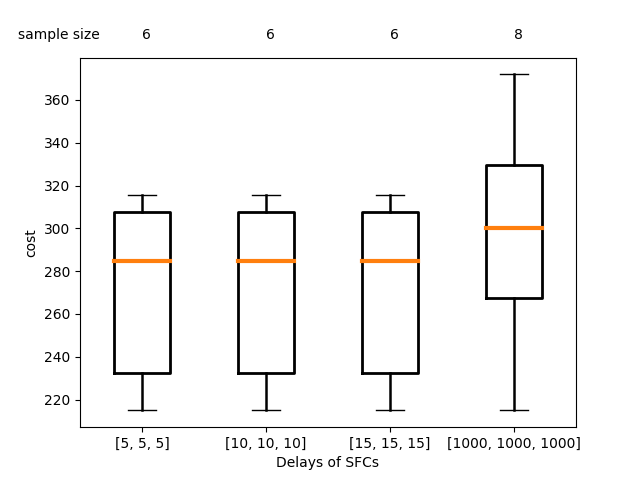 sample size 6 6 6 8
360
340
320
300
280
260
240
220
cost
[5, 5, 5] [10, 10, 10] [15, 15, 15] [1000, 1000, 1000]
Delays of SFCs